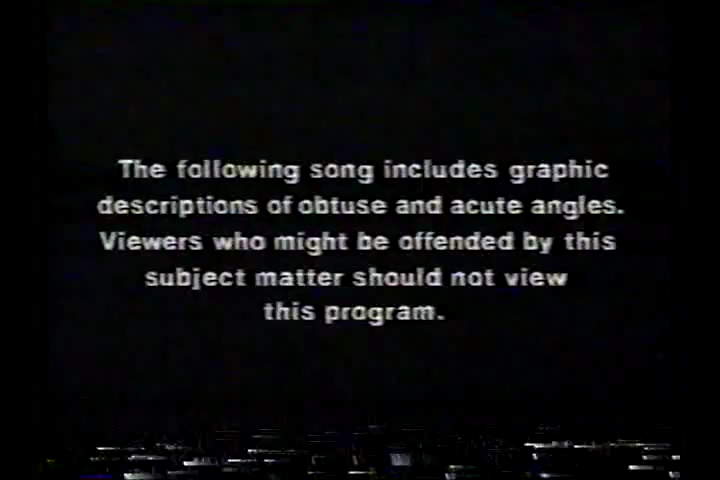 The following song includes graphic
descriptions of obtuse and acute angles.
Viewers who might be offended by this
subject matter should not view
this program.